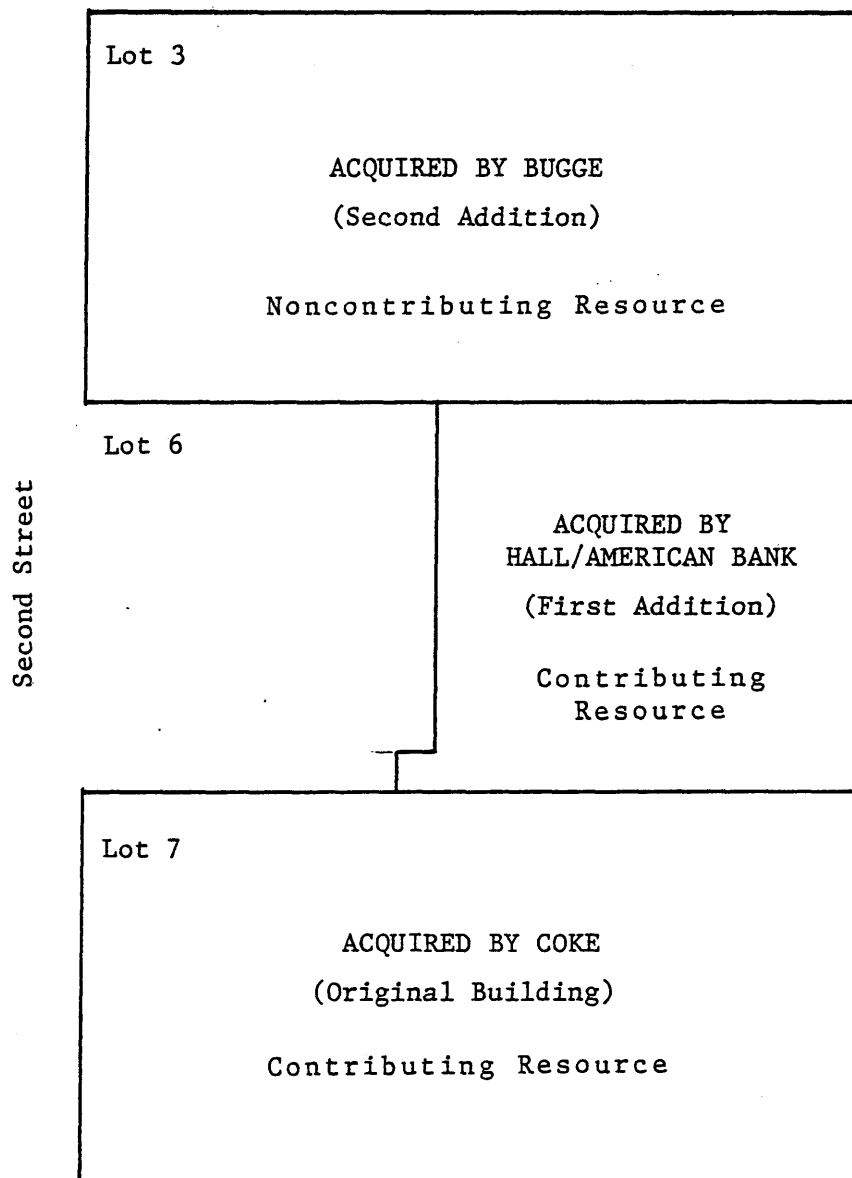 Lot 3
ACQUIRED BY BUGGE
(Second Addition)
Noncontributing Resource
Lot 6
Second Street
ACQUIRED BY
HALL/AMERICAN BANK
(First Addition)
Contributing
Resource
Lot 7
ACQUIRED BY COKE
(Original Building)
Contributing Resource